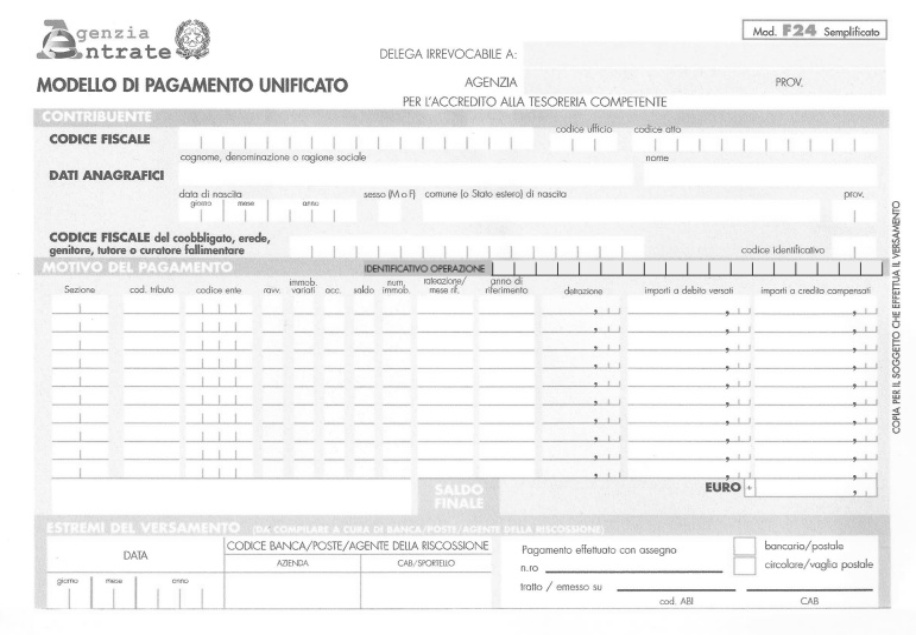 Agenzia
Entrate
Mod. F24 Semplificato
DELEGA IRREVOCABILE A:
MODELLO DI PAGAMENTO UNIFICATO
AGENZIA PROV.
PER L'ACCREDITO ALLA TESORERIA COMPETENTE
CONTRIBUENTE
CODICE FISCALE
codice ufficio codice atto
cognome, denominazione o ragione sociale nome
DATI ANAGRAFICI
data di nascita sesso (M o F) comune (o Stato estero) di nascita prov.
giorno mese anno
CODICE FISCALE del coobbligato, erede,
genitore, tutore o curatore fallimentare codice identificativo
MOTIVO DEL PAGAMENTO IDENTIFICATIVO OPERAZIONE
Sezione cod. tributo codice ente ravv. immob. variati acc. saldo num. immob. rateazione/ mese rif. anno di riferimento detrazione importi a debito versati importi a credito compensati
SALDO
FINALE
EURO +
COPIA PER IL SOGGETTO CHE EFFETTUA IL VERSAMENTO
ESTREMI DEL VERSAMENTO (DA COMPILARE A CURA DI BANCA/POSTE/AGENTE DELLA RISCOSSIONE)
DATA
CODICE BANCA/POSTE/AGENTE DELLA RISCOSSIONE
AZIENDA CAB/SPORTELLO
giorno mese anno
Pagamento effettuato con assegno
bancario/postale
n.ro
circolare/vaglia postale
tratto / emesso su
cod. ABI CAB